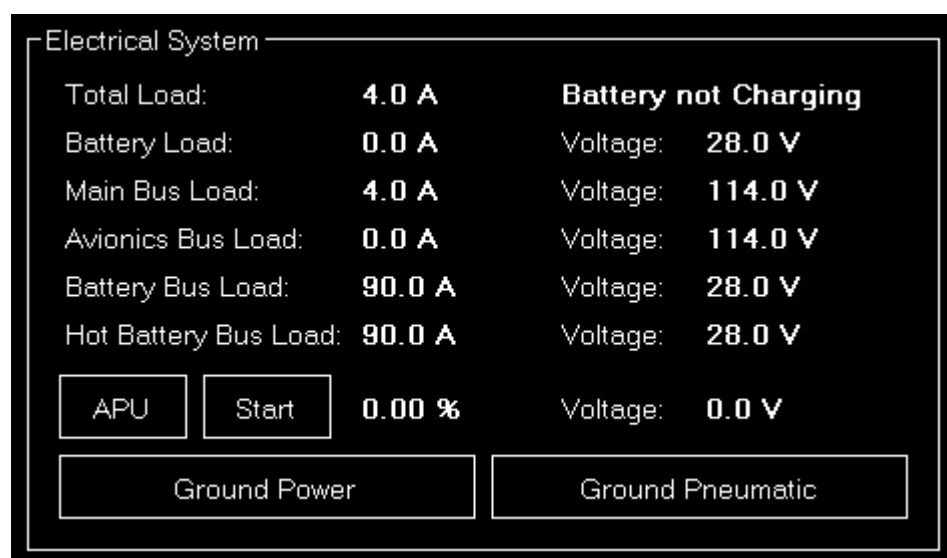 Electrical System
Total Load: 4.0 A Battery not Charging
Battery Load: 0.0 A Voltage: 28.0 V
Main Bus Load: 4.0 A Voltage: 114.0 V
Avionics Bus Load: 0.0 A Voltage: 114.0 V
Battery Bus Load: 90.0 A Voltage: 28.0 V
Hot Battery Bus Load: 90.0 A Voltage: 28.0 V
APU Start 0.00 % Voltage: 0.0 V
Ground Power Ground Pneumatic